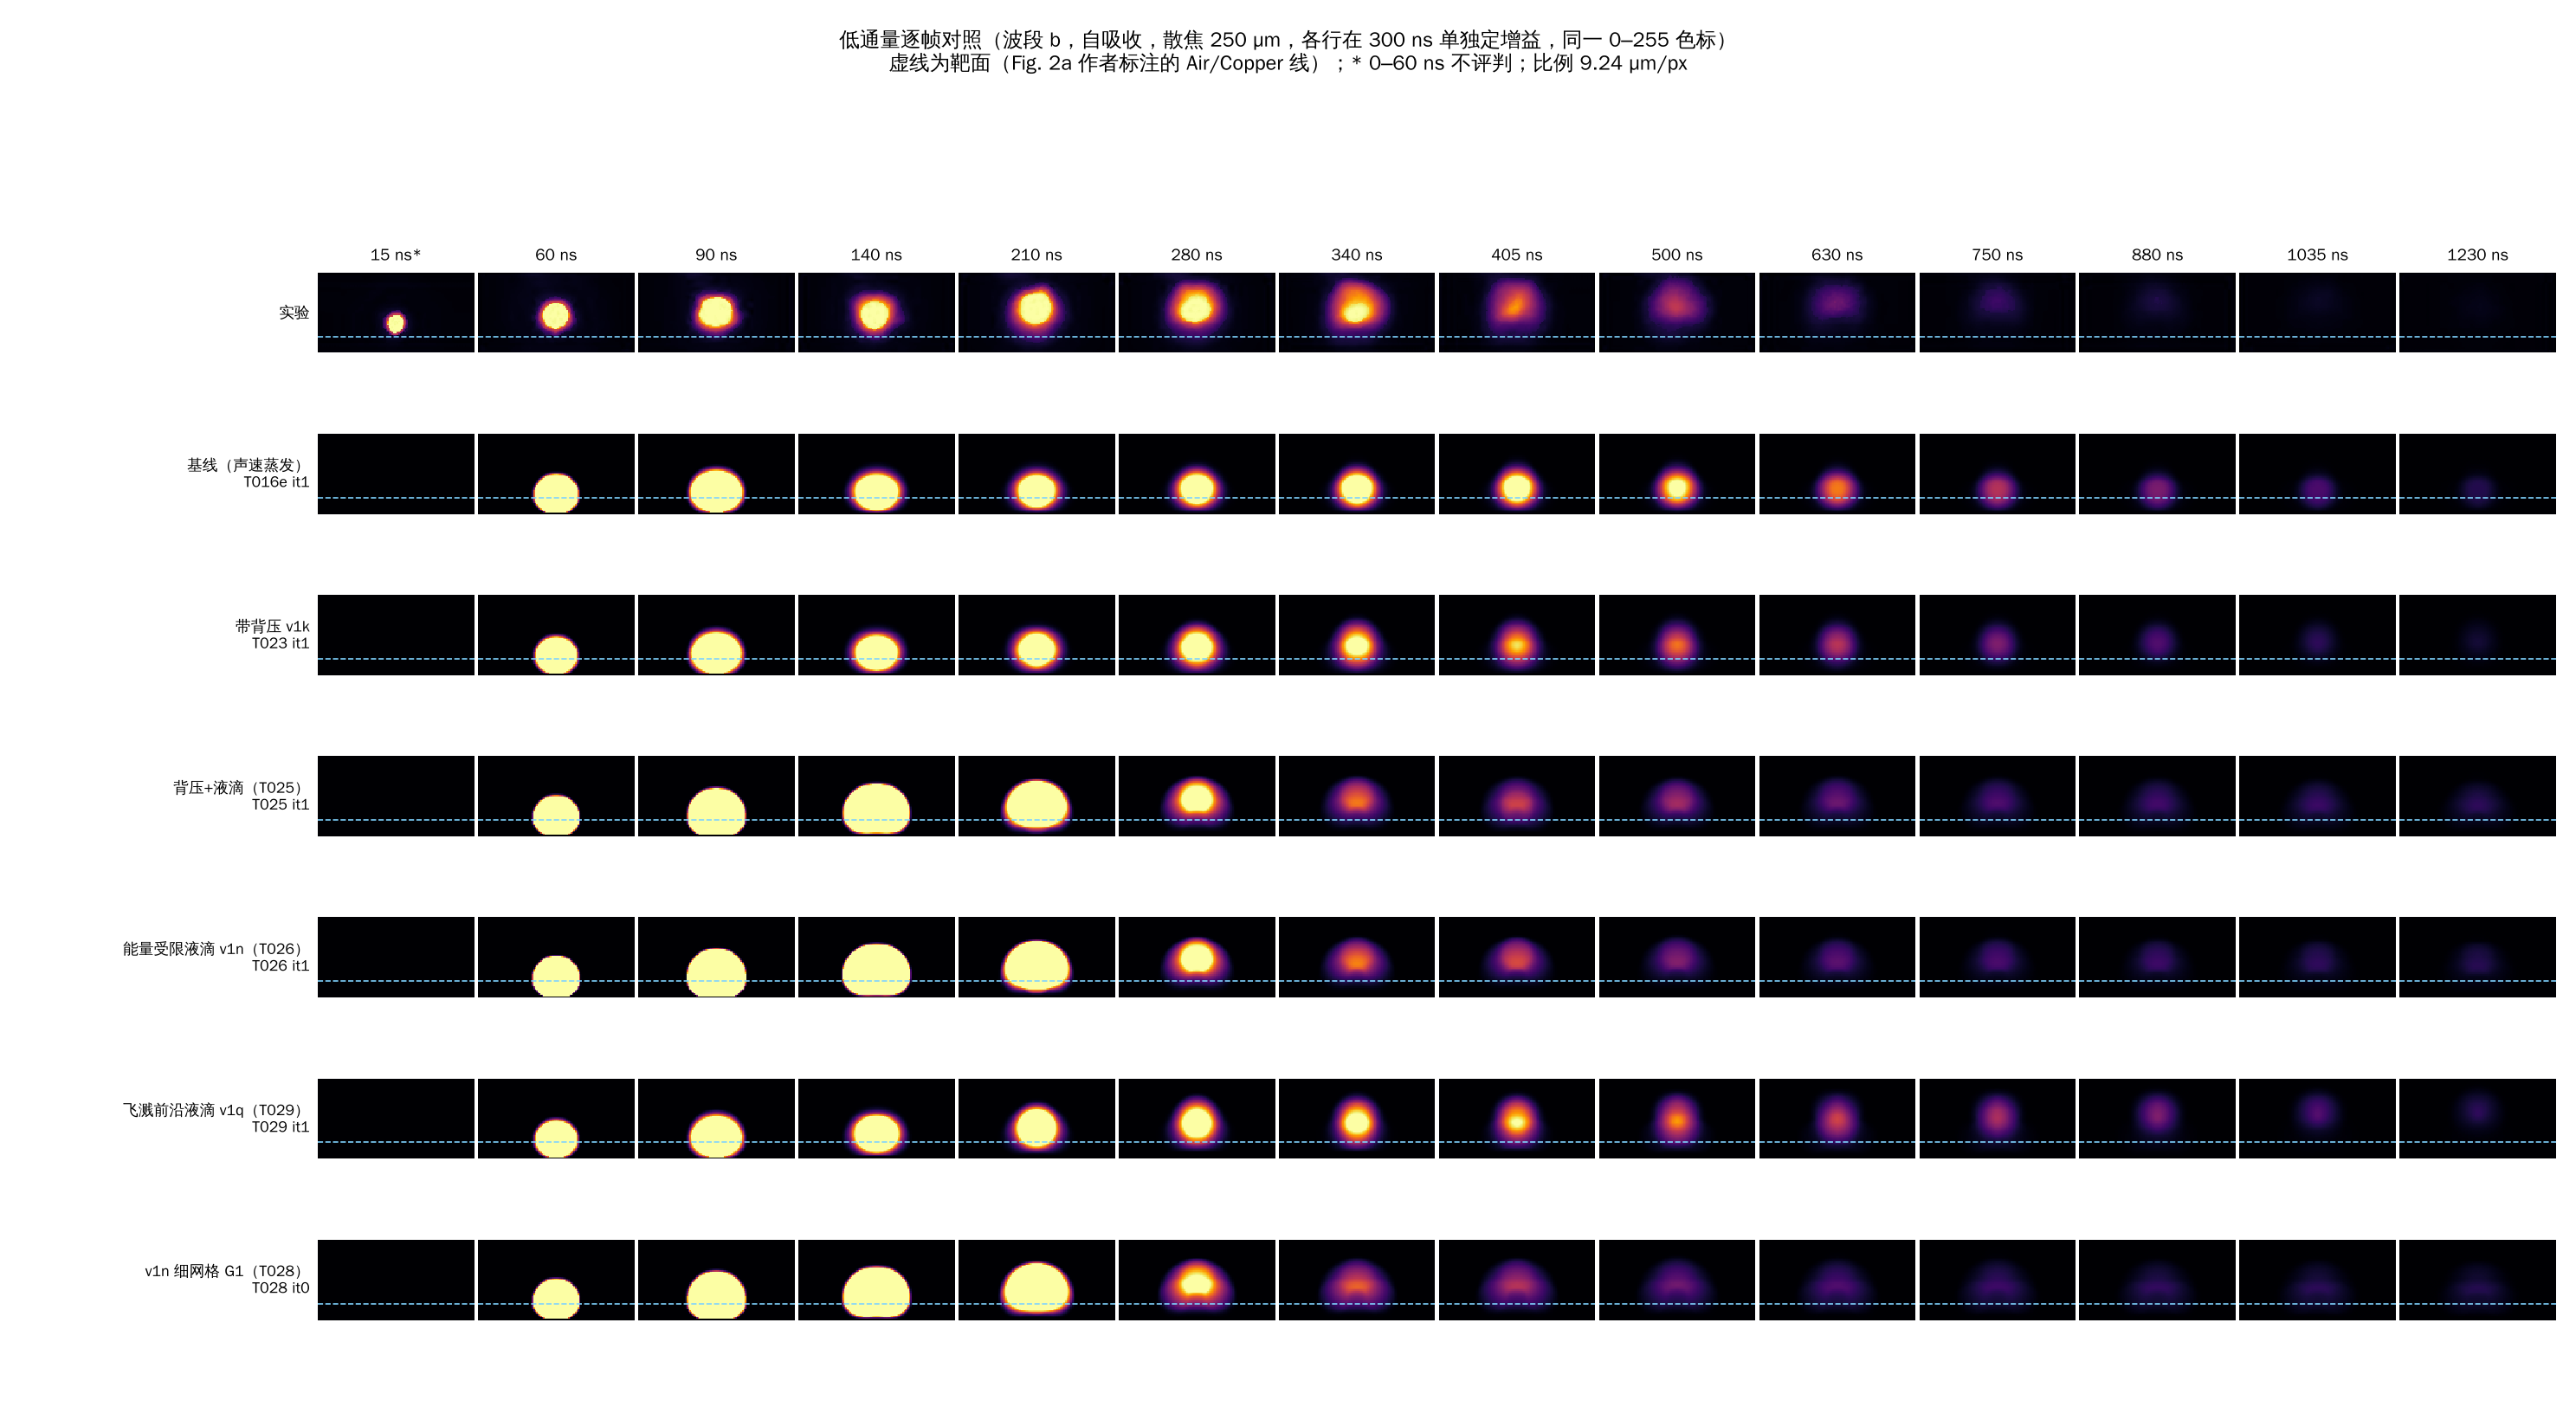 低通量逐帧对照（波段 b，自吸收，散焦 250 µm，各行在 300 ns 单独定增益，同一 0–255 色标）
虚线为靶面（Fig. 2a 作者标注的 Air/Copper 线）；* 0–60 ns 不评判；比例 9.24 µm/px
15 ns* 60 ns 90 ns 140 ns 210 ns 280 ns 340 ns 405 ns 500 ns 630 ns 750 ns 880 ns 1035 ns 1230 ns
实验
基线（声速蒸发）
T016e it1
带背压 v1k
T023 it1
背压+液滴（T025）
T025 it1
能量受限液滴 v1n（T026）
T026 it1
飞溅前沿液滴 v1q（T029）
T029 it1
v1n 细网格 G1（T028）
T028 it0